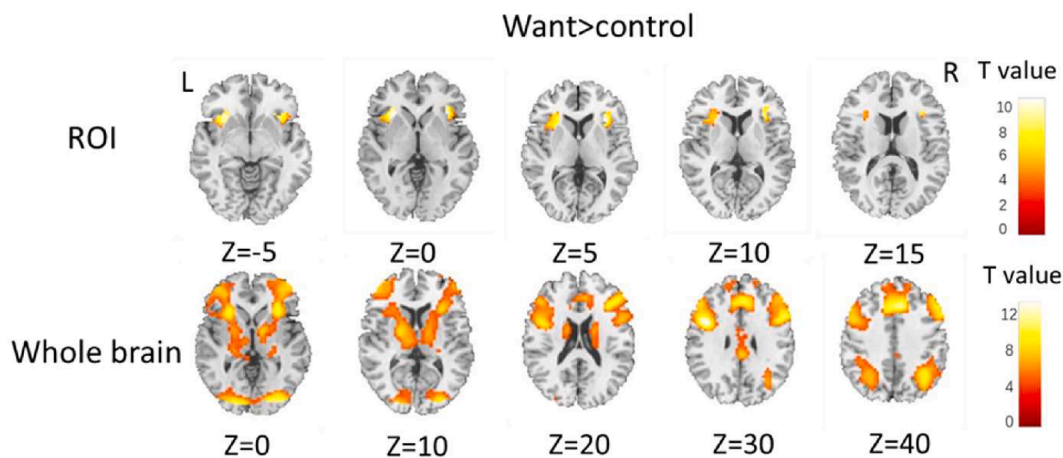 Want>control
L
R
T value
ROI
10
8
6
4
2
0
Z=-5
Z=0
Z=5
Z=10
Z=15
T value
Whole brain
12
8
4
0
Z=0
Z=10
Z=20
Z=30
Z=40